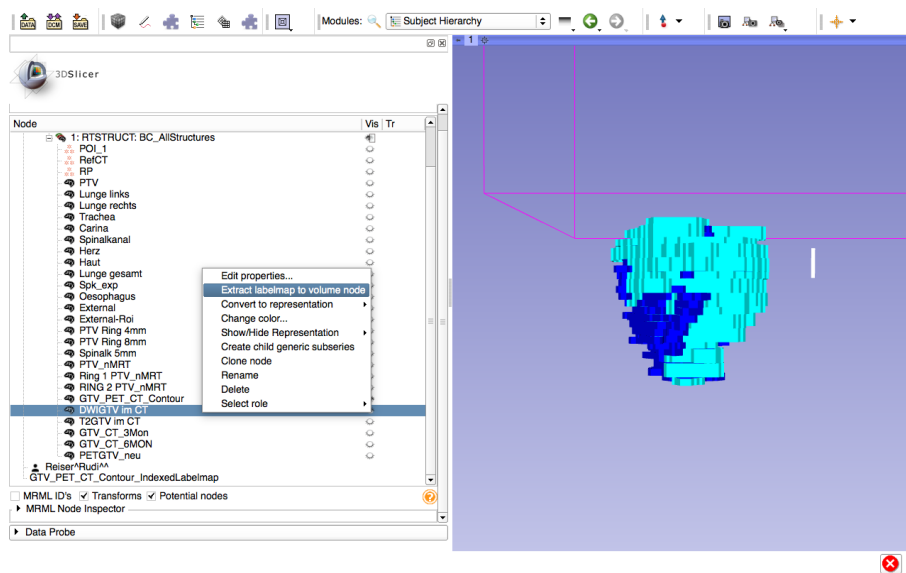 DATA DCM SAVE Modules: Subject Hierarchy
1
3DSlicer
Node Vis Tr
1: RTSTRUCT: BC_AllStructures
POI_1
RefCT
RP
PTV
Lunge links
Lunge rechts
Trachea
Carina
Spinalkanal
Herz
Haut
Lunge gesamt
Spk_exp
Oesophagus
External
External-Roi
PTV Ring 4mm
PTV Ring 8mm
Spinalk 5mm
PTV_nMRT
Ring 1 PTV_nMRT
RING 2 PTV_nMRT
GTV_PET_CT_Contour
DWIGTV im CT
T2GTV im CT
GTV_CT_3Mon
GTV_CT_6MON
PETGTV_neu
Reiser^Rudi^^
GTV_PET_CT_Contour_IndexedLabelmap
Edit properties...
Extract labelmap to volume node
Convert to representation
Change color...
Show/Hide Representation
Create child generic subseries
Clone node
Rename
Delete
Select role
MRML ID's Transforms Potential nodes
MRML Node Inspector
Data Probe